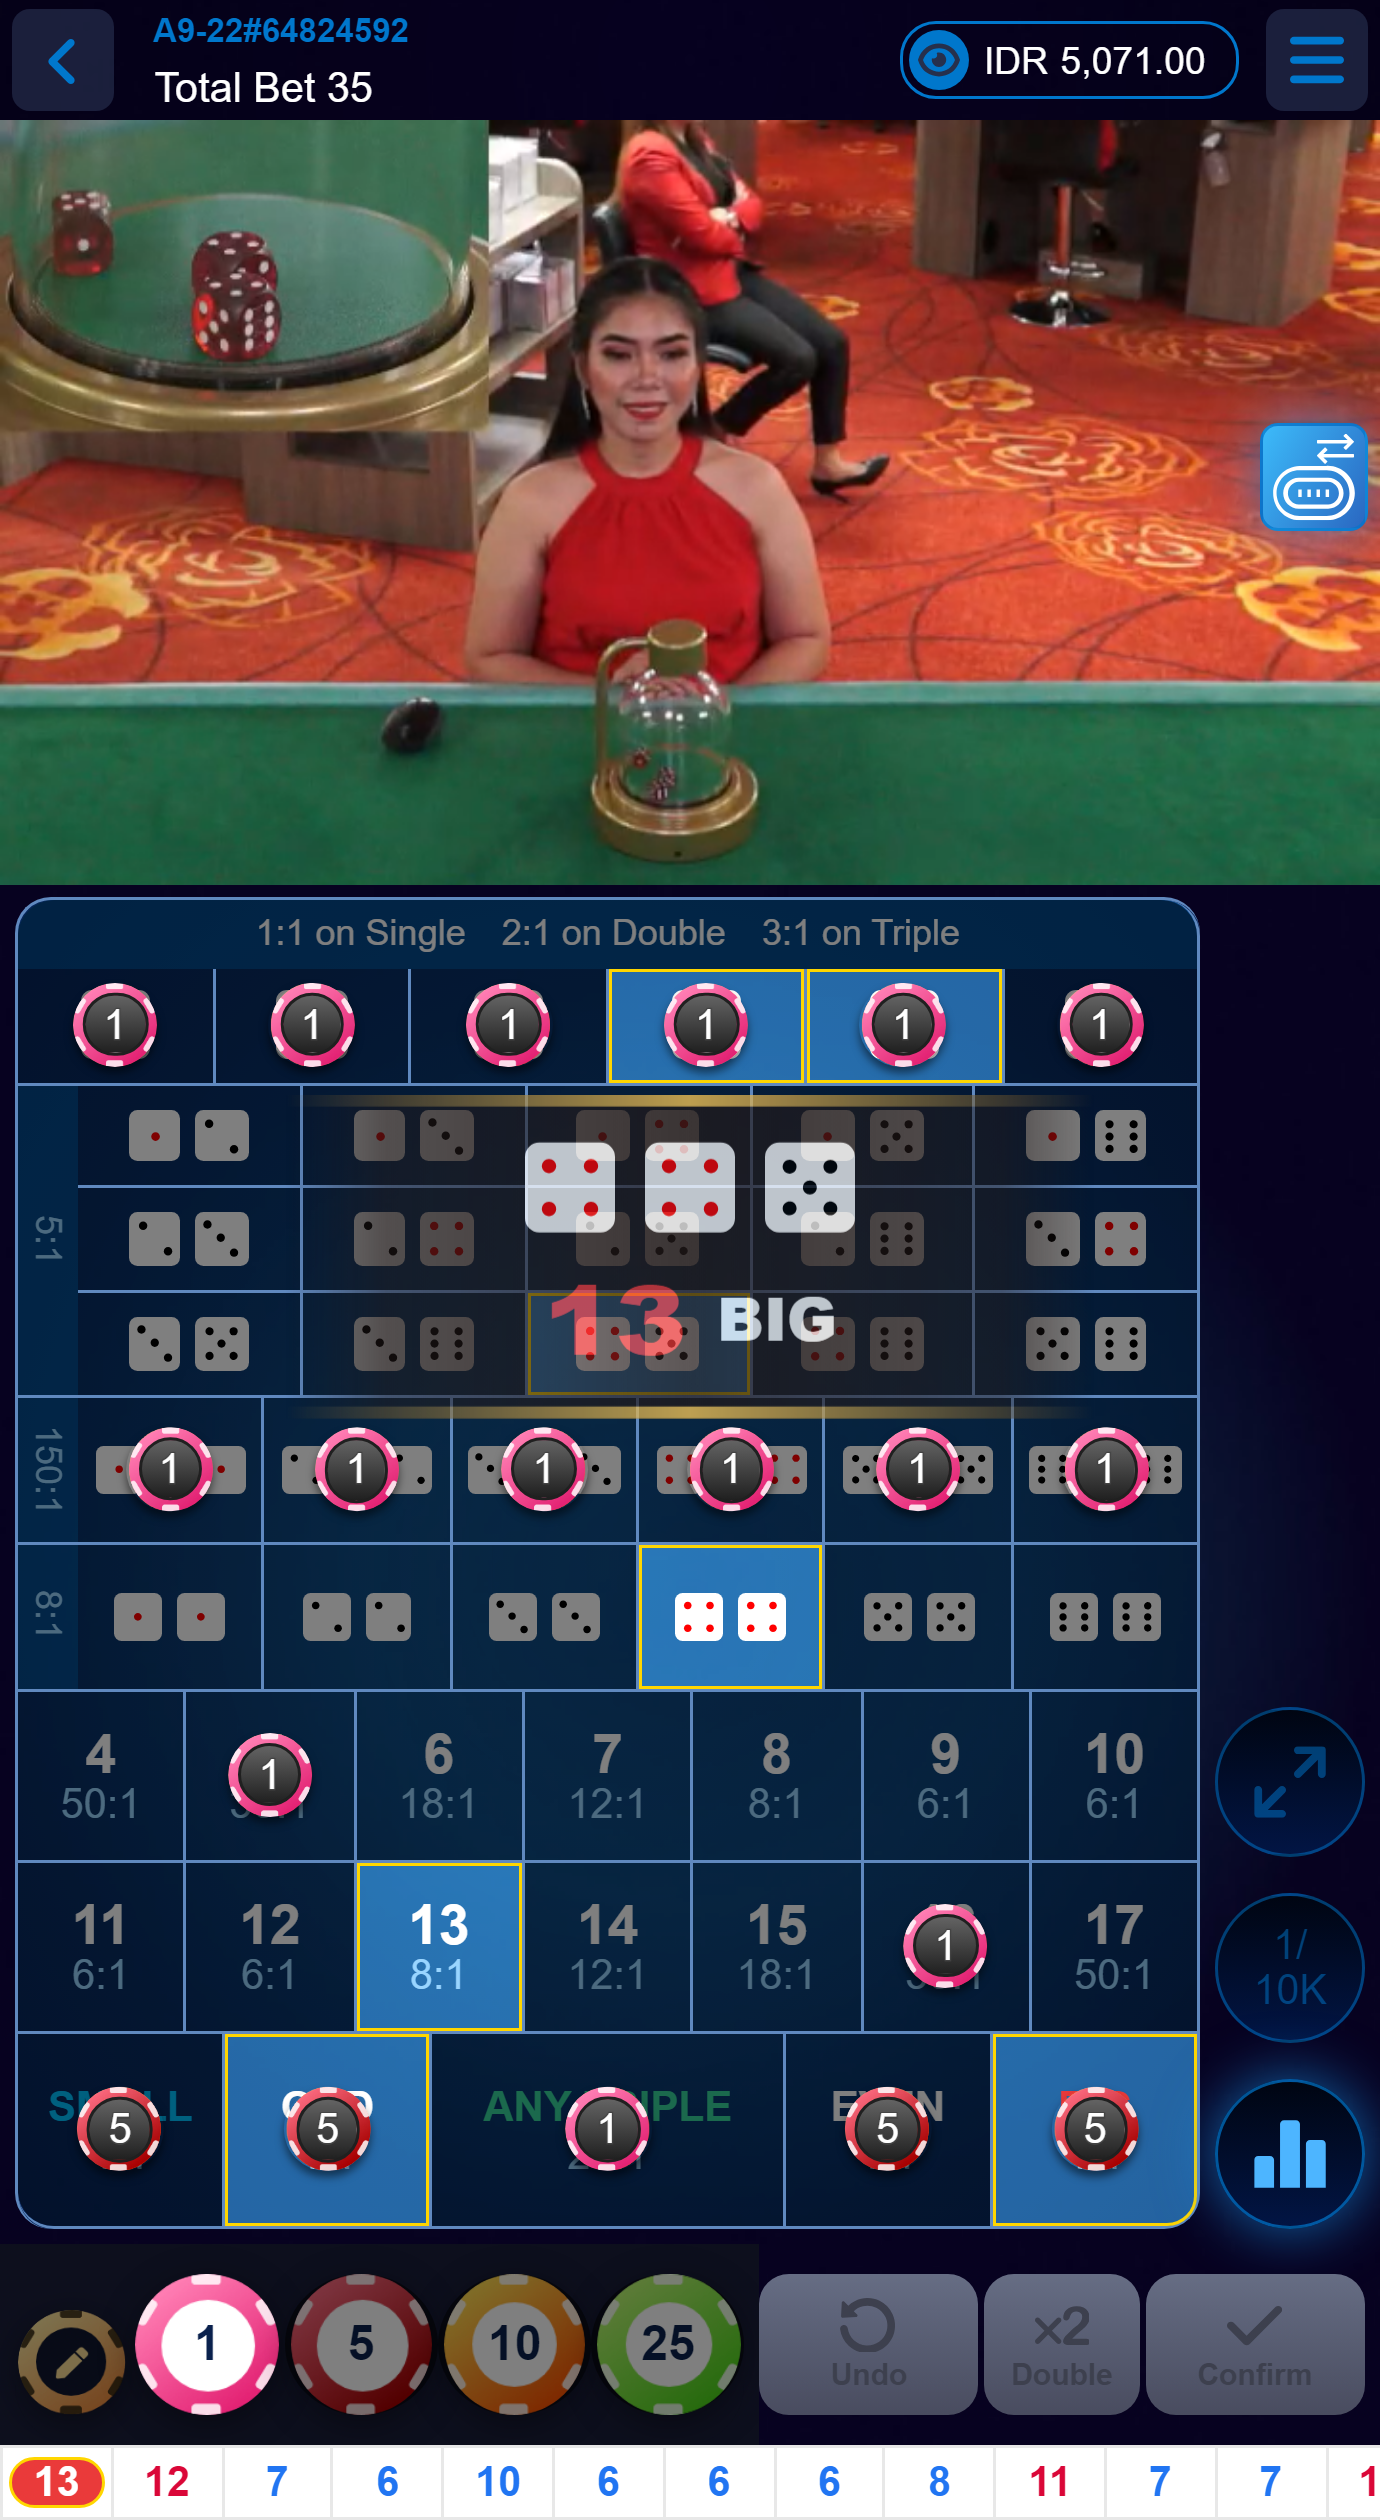 A9-22#64824592
Total Bet 35
IDR 5,071.00
1:1 on Single 2:1 on Double 3:1 on Triple
1 1 1 1 1 1
5:1
13 BIG
150:1
1 1 1 1 1 1
8:1
4 1 6 7 8 9 10
50:1 18:1 12:1 8:1 6:1 6:1
11 12 13 14 15 1 17
6:1 6:1 8:1 12:1 18:1 50:1
1/
10K
5 5 1 5 5
1 5 10 25
x2
Undo Double Confirm
13 12 7 6 10 6 6 6 8 11 7 7